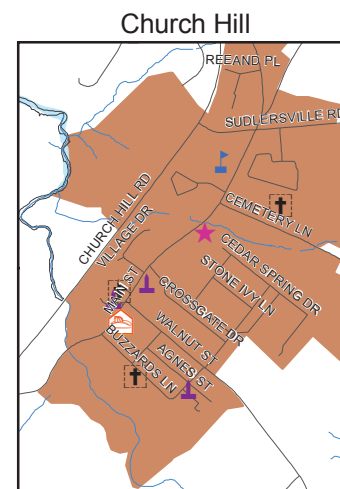 Church Hill
REEAND PL
SUDLERSVILLE RD
CEMETERY LN
CHURCH HILL RD
VILLAGE DR
CEDAR SPRING DR
STONE IVY LN
MAIN ST
CROSSGATE DR
WALNUT ST
AGNES ST
BUZZARDS LN